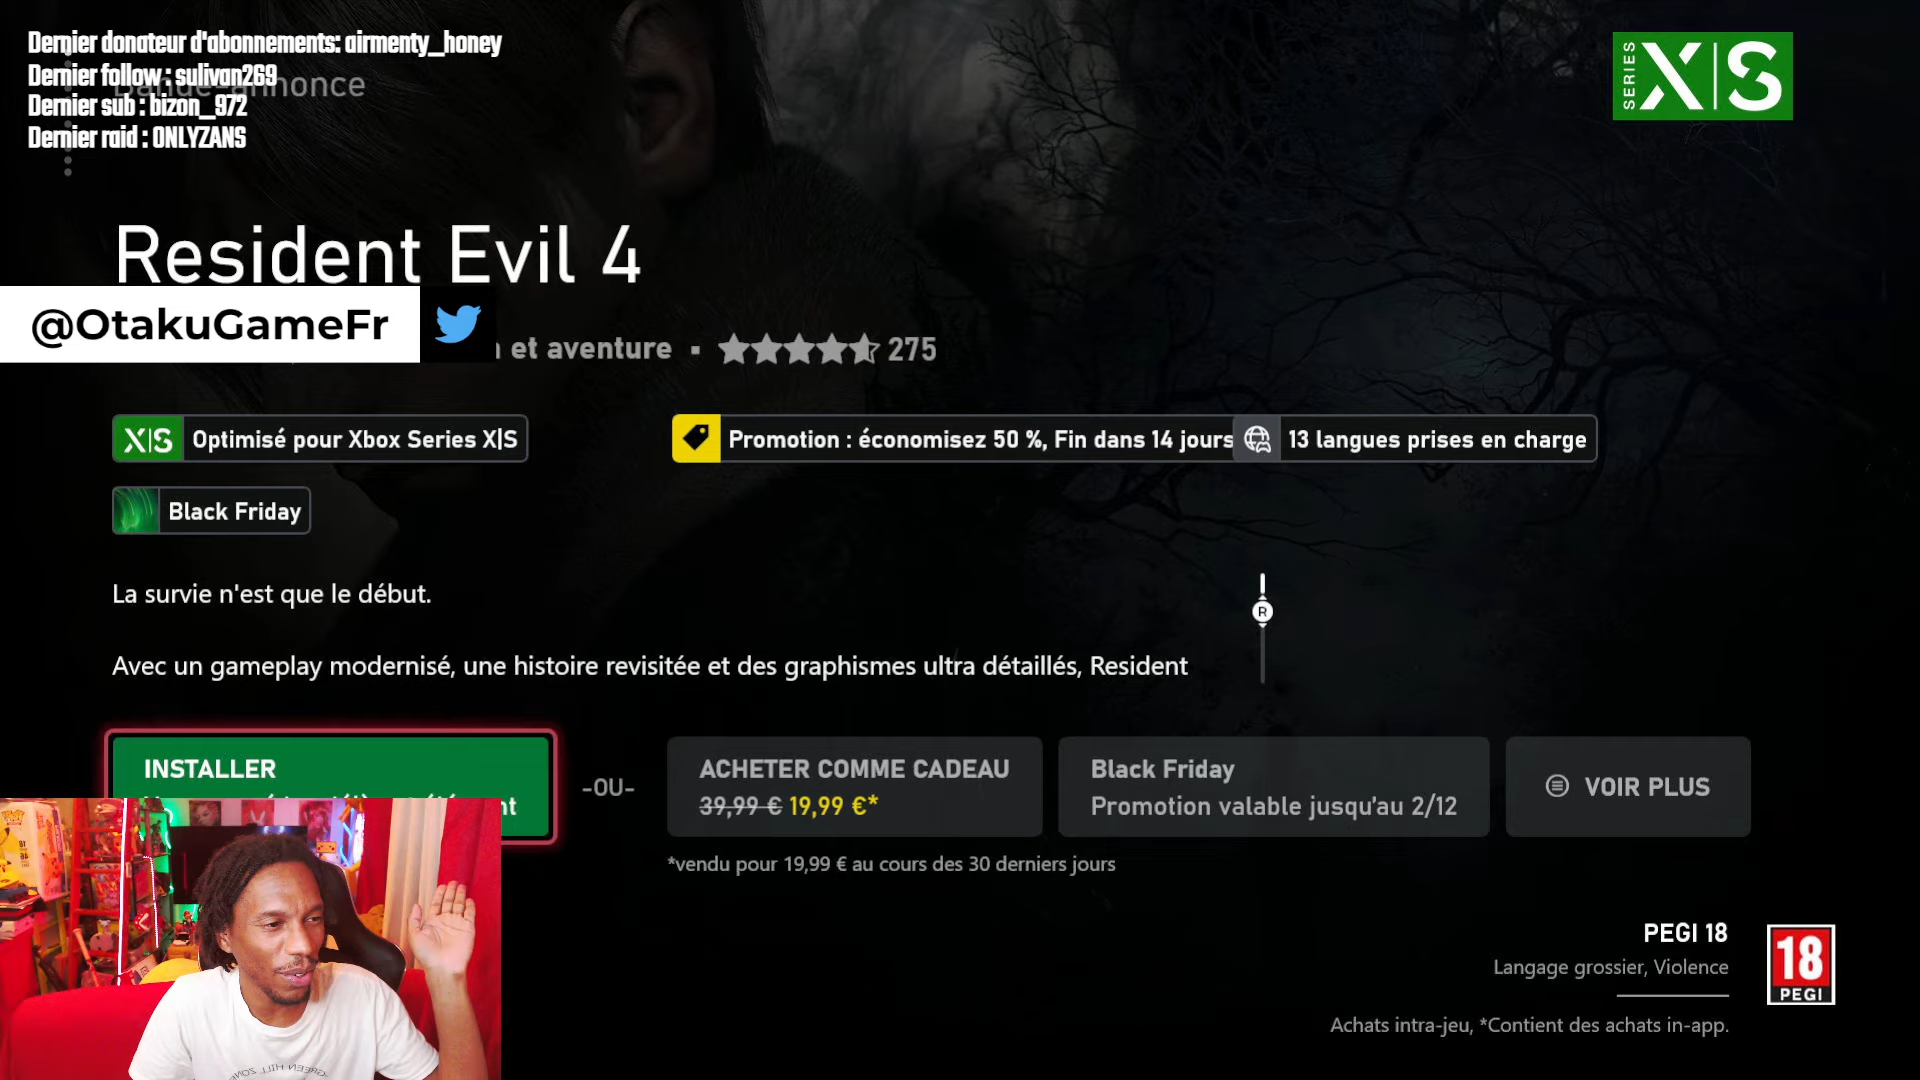 Dernier donateur d'abonnements: airmenty_honey
Dernier follow : sulivan269
Dernier sub : bizon_972
Dernier raid : ONLYZANS
Bande-annonce
SERIES X|S
Resident Evil 4
@OtakuGameFr
et aventure
275
X|S Optimisé pour Xbox Series X|S
Promotion : économisez 50 %, Fin dans 14 jours
13 langues prises en charge
Black Friday
La survie n'est que le début.
R
Avec un gameplay modernisé, une histoire revisitée et des graphismes ultra détaillés, Resident
INSTALLER
-OU-
ACHETER COMME CADEAU
39,99 € 19,99 €*
Black Friday
Promotion valable jusqu'au 2/12
VOIR PLUS
*vendu pour 19,99 € au cours des 30 derniers jours
PEGI 18
Langage grossier, Violence
18
PEGI
Achats intra-jeu, *Contient des achats in-app.
GREEN HILL ZONE